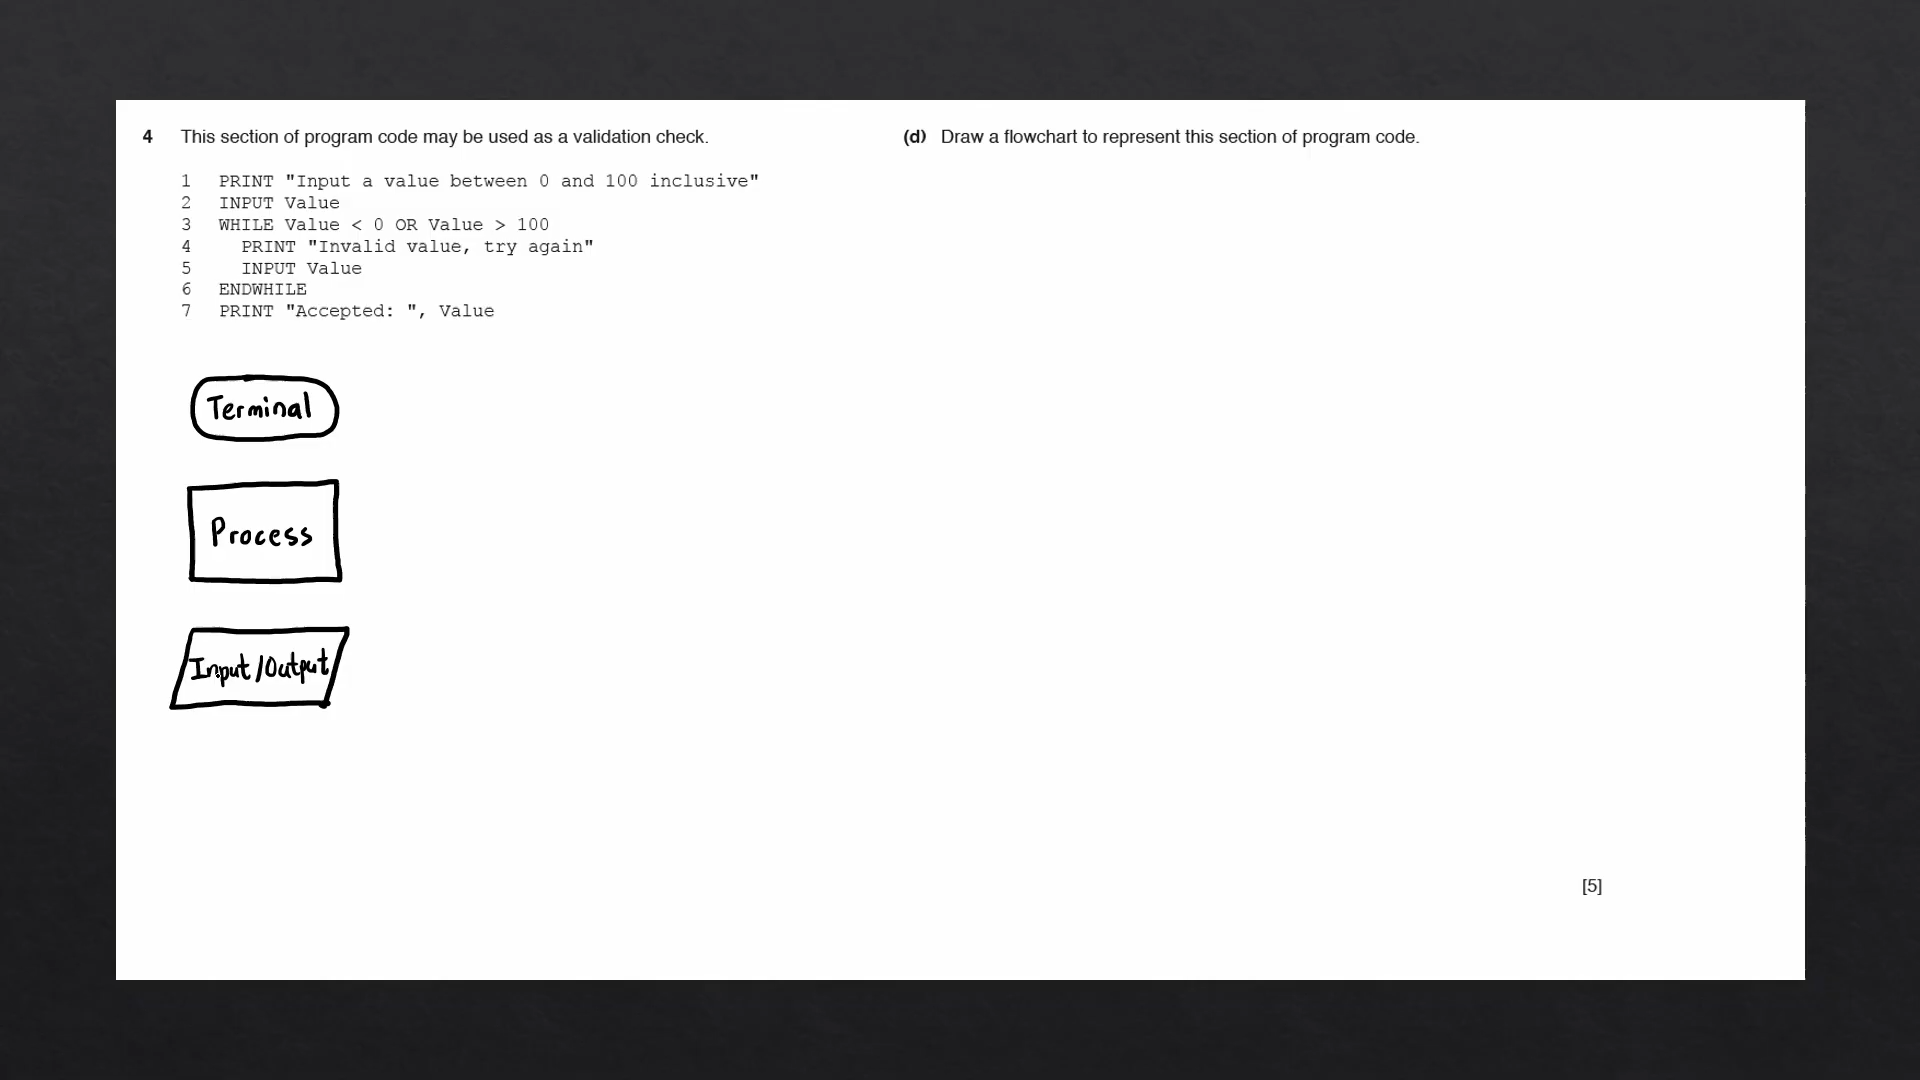 4 This section of program code may be used as a validation check.
1 PRINT "Input a value between 0 and 100 inclusive"
2 INPUT Value
3 WHILE Value < 0 OR Value > 100
4 PRINT "Invalid value, try again"
5 INPUT Value
6 ENDWHILE
7 PRINT "Accepted: ", Value
Terminal
Process
Input/Output
(d) Draw a flowchart to represent this section of program code.
[5]